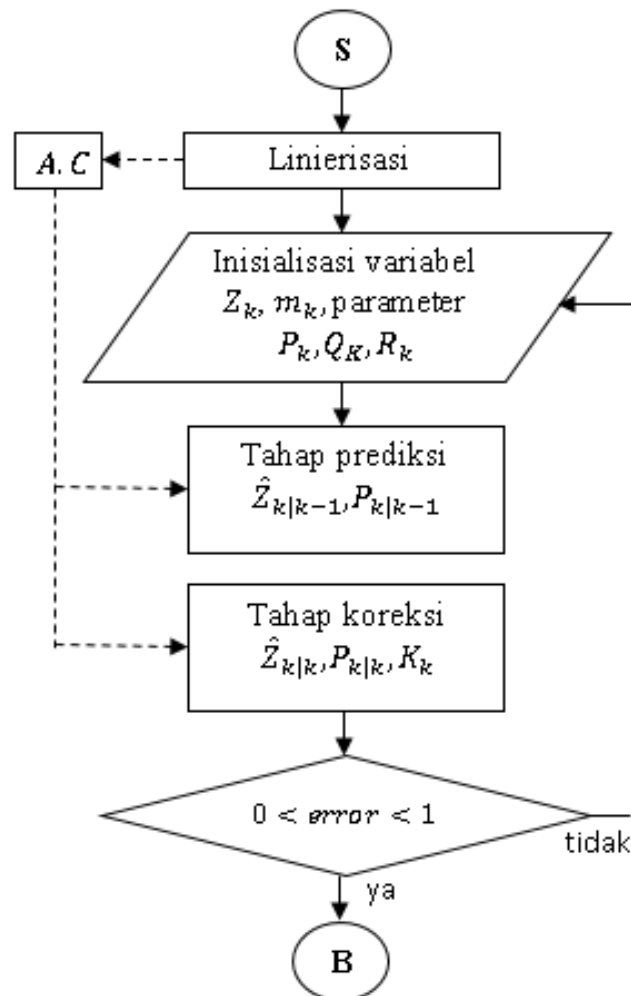 S
A. C
Linierisasi
Inisialisasi variabel
Z_k, m_k, parameter
P_k, Q_K, R_k
Tahap prediksi
Ẑ_{k|k−1}, P_{k|k−1}
Tahap koreksi
Ẑ_{k|k}, P_{k|k}, K_k
0 < error < 1
tidak
ya
B